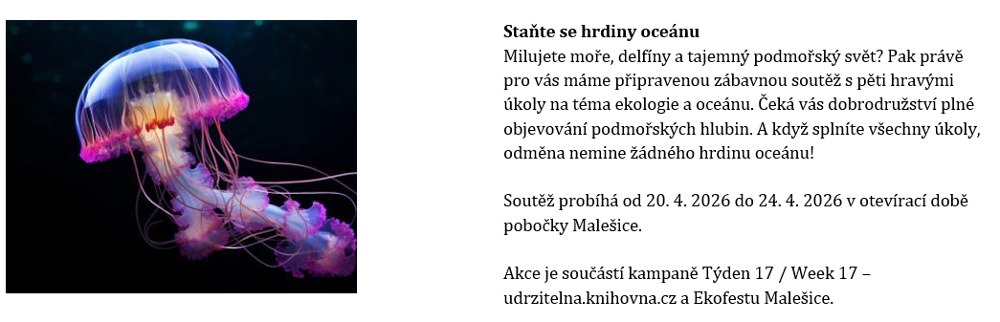 Staňte se hrdiny oceánu
Milujete moře, delfíny a tajemný podmořský svět? Pak právě
pro vás máme připravenou zábavnou soutěž s pěti hravými
úkoly na téma ekologie a oceánu. Čeká vás dobrodružství plné
objevování podmořských hlubin. A když splníte všechny úkoly,
odměna nemine žádného hrdinu oceánu!
Soutěž probíhá od 20. 4. 2026 do 24. 4. 2026 v otevírací době
pobočky Malešice.
Akce je součástí kampaně Týden 17 / Week 17 –
udrzitelna.knihovna.cz a Ekofestu Malešice.